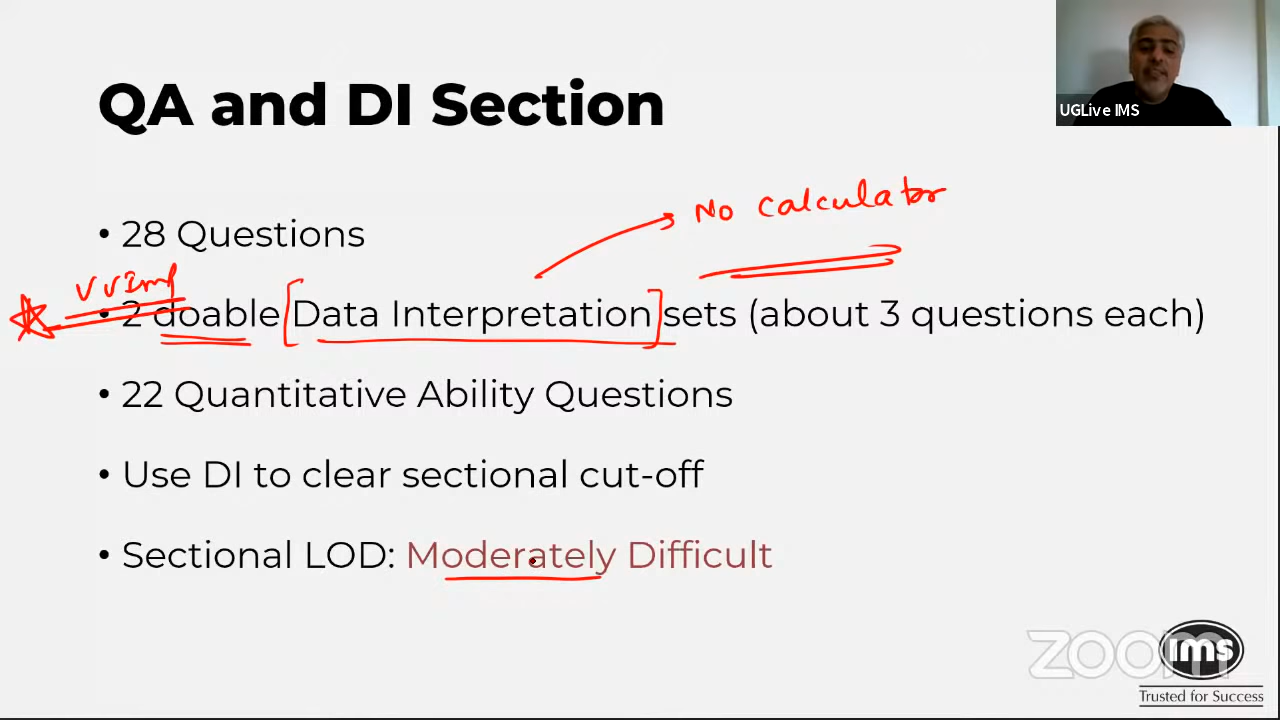 UGLive IMS
QA and DI Section
No calculator
• 28 Questions
VVImp
• 2 doable [Data Interpretation] sets (about 3 questions each)
• 22 Quantitative Ability Questions
• Use DI to clear sectional cut-off
• Sectional LOD: Moderately Difficult
zoom
ims
Trusted for Success